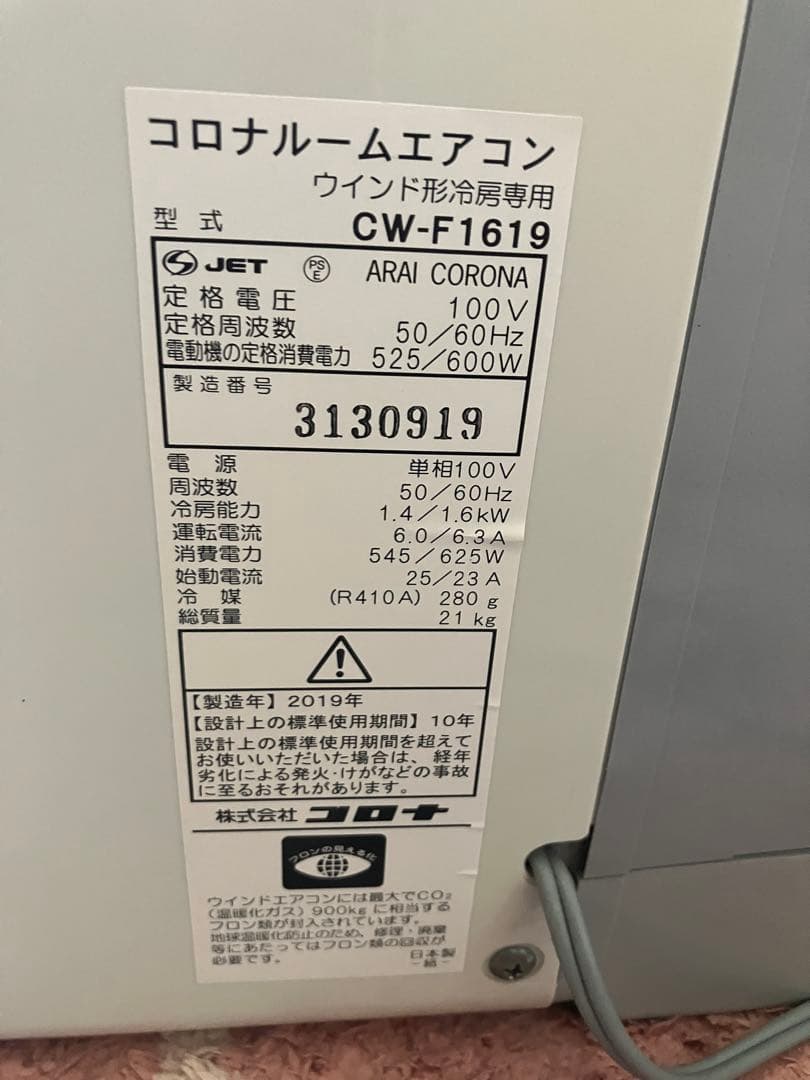 コロナルームエアコン
ウインド形冷房専用
型式 CW-F1619
JET PSE ARAI CORONA
定格電圧 100V
定格周波数 50/60Hz
電動機の定格消費電力 525/600W
製造番号
3130919
電源 単相100V
周波数 50/60Hz
冷房能力 1.4/1.6kW
運転電流 6.0/6.3A
消費電力 545/625W
始動電流 25/23A
冷媒 (R410A) 280g
総質量 21kg
【製造年】2019年
【設計上の標準使用期間】10年
設計上の標準使用期間を超えて
お使いいただいた場合は、経年
劣化による発火・けがなどの事故
に至るおそれがあります。
株式会社コロナ
フロンの見える化
ウインドエアコンには最大でCO₂
(温暖化ガス)900kgに相当する
フロン類が封入されています。
地球温暖化防止のため、修理・廃棄
等にあたってはフロン類の回収が
必要です。
日本製
-紙-